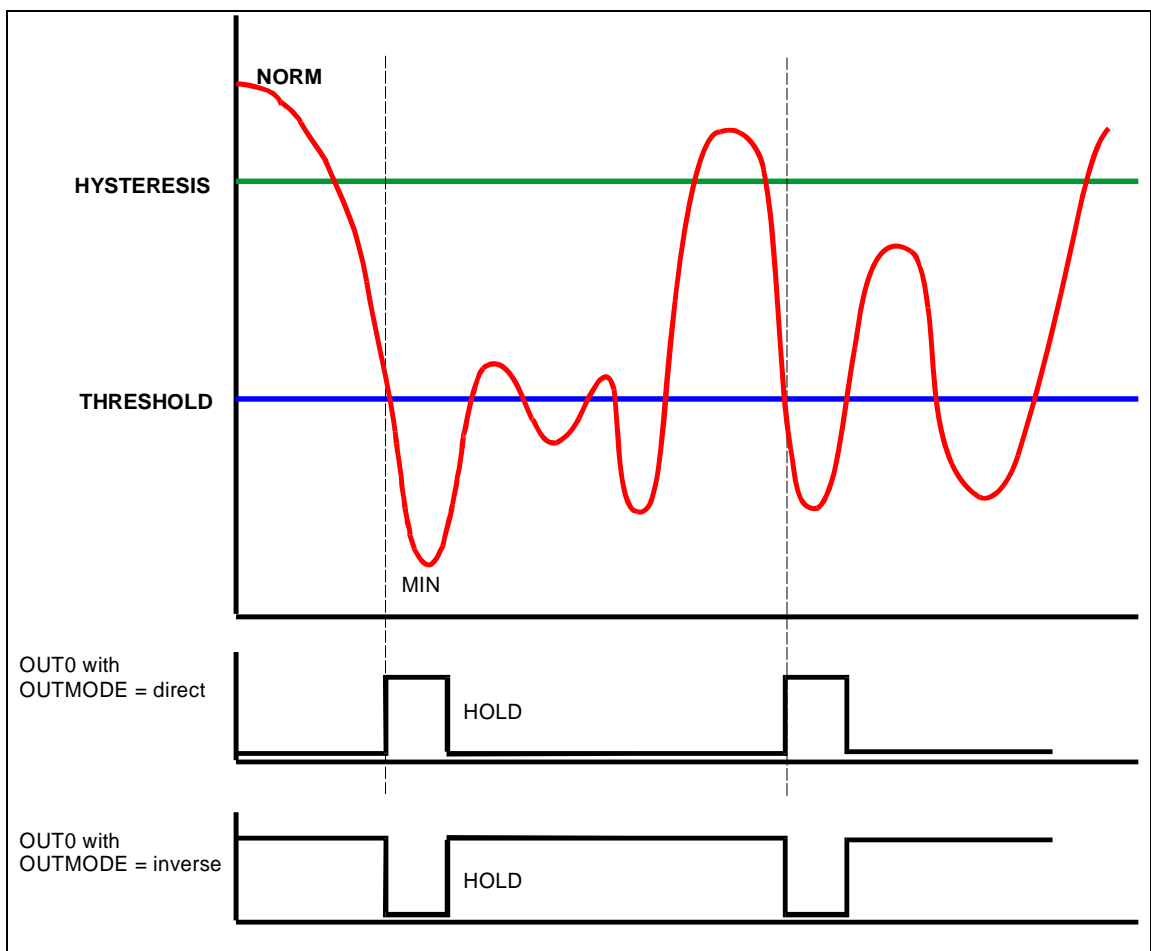 NORM
HYSTERESIS
THRESHOLD
MIN
OUT0 with
OUTMODE = direct
HOLD
OUT0 with
OUTMODE = inverse
HOLD